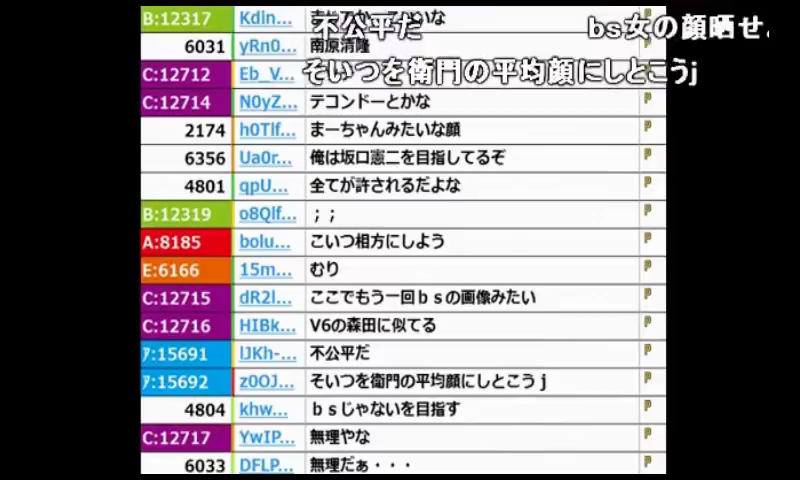 不公平だ
bs女の顔晒せ
そいつを衛門の平均顔にしとこうj
B:12317 Kdln...
6031 yRn0... 南原清隆
C:12712 Eb_V...
C:12714 N0yZ... テコンドーとかな P
2174 h0Tlf... まーちゃんみたいな顔 P
6356 Ua0r... 俺は坂口憲二を目指してるぞ P
4801 qpU... 全てが許されるだよな P
B:12319 o8Qlf... ；； P
A:8185 bolu... こいつ相方にしよう P
E:6166 15m... むり P
C:12715 dR2l... ここでもう一回ｂｓの画像みたい P
C:12716 HIBk... V6の森田に似てる P
ｱ:15691 lJKh-... 不公平だ P
ｱ:15692 z0OJ... そいつを衛門の平均顔にしとこうｊ P
4804 khw... ｂｓじゃないを目指す P
C:12717 YwIP... 無理やな P
6033 DFLP... 無理だぁ・・・ P